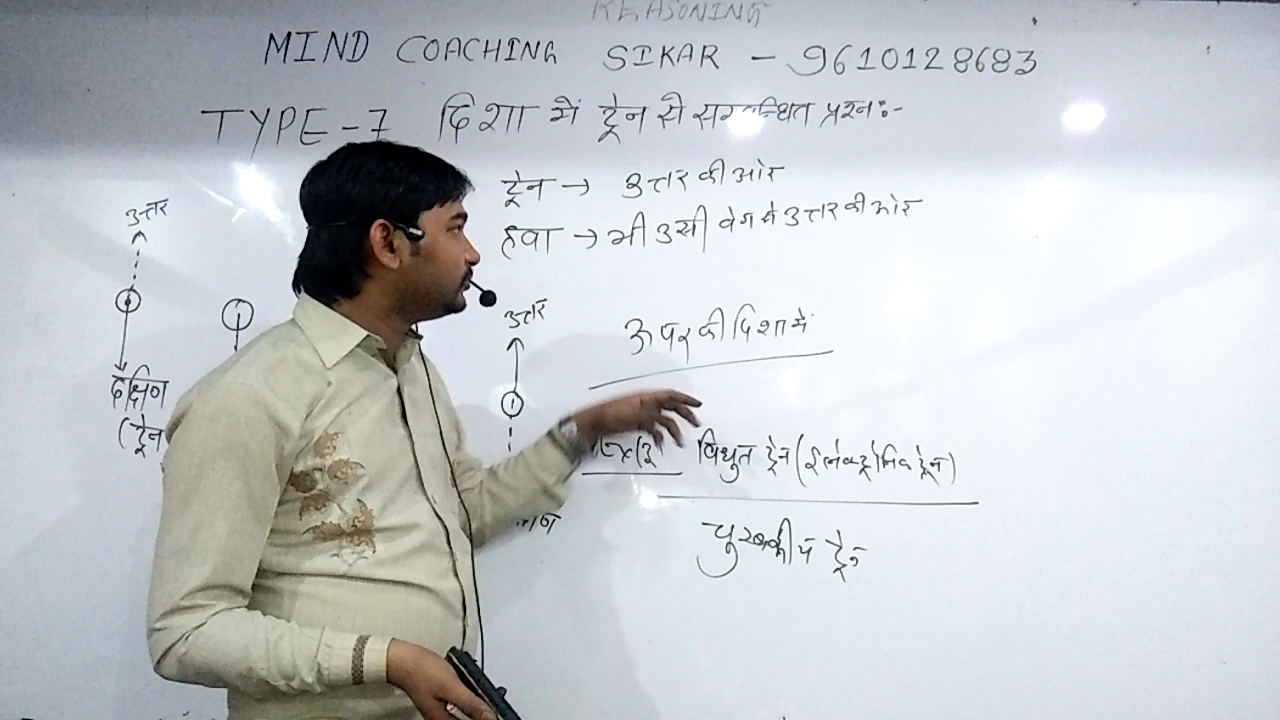 REASONING
MIND COACHING SIKAR - 9610128683
TYPE-7 दिशा में ट्रेन से सम्बन्धित प्रश्न:-
ट्रेन → उत्तर की ओर
हवा → भी उसी वेग से उत्तर की ओर
उत्तर
उत्तर
ऊपर की दिशा में
दक्षिण
(ट्रेन
विधुत ट्रेन (ईलेक्ट्रोनिक ट्रेन)
चुम्बकीय ट्रेन